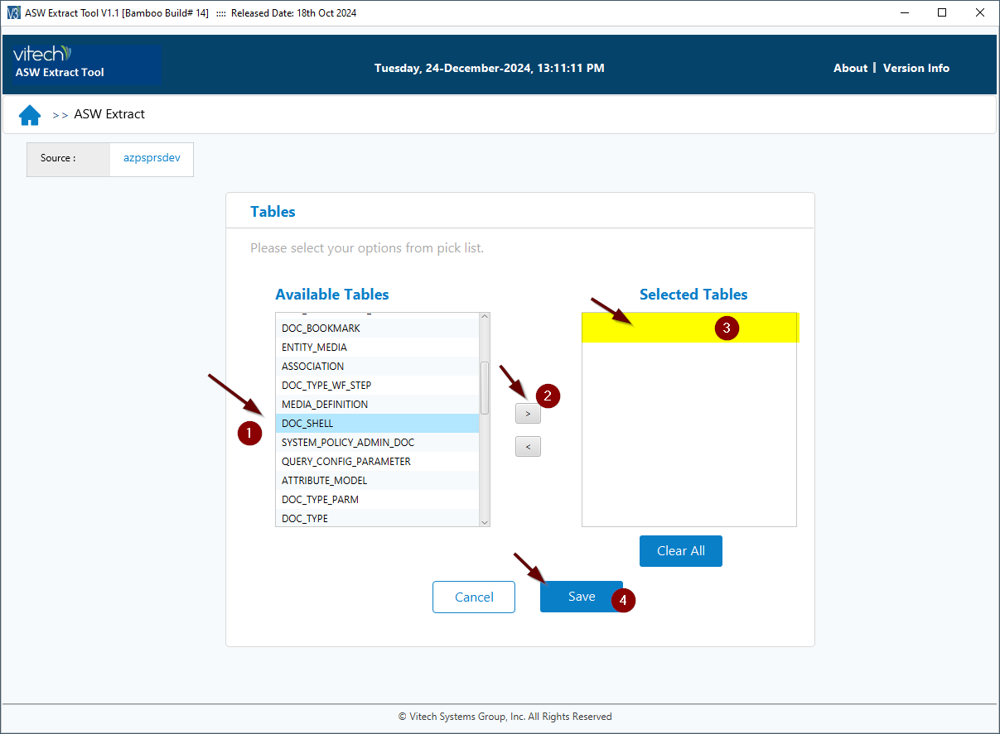 V3 ASW Extract Tool V1.1 [Bamboo Build# 14] :::: Released Date: 18th Oct 2024
vitech
ASW Extract Tool
Tuesday, 24-December-2024, 13:11:11 PM
About | Version Info
>> ASW Extract
Source : azpsprsdev
Tables
Please select your options from pick list.
Available Tables
Selected Tables
DOC_BOOKMARK
ENTITY_MEDIA
ASSOCIATION
DOC_TYPE_WF_STEP
MEDIA_DEFINITION
DOC_SHELL
SYSTEM_POLICY_ADMIN_DOC
QUERY_CONFIG_PARAMETER
ATTRIBUTE_MODEL
DOC_TYPE_PARM
DOC_TYPE
1
>
2
<
3
Clear All
Cancel
Save
4
© Vitech Systems Group, Inc. All Rights Reserved